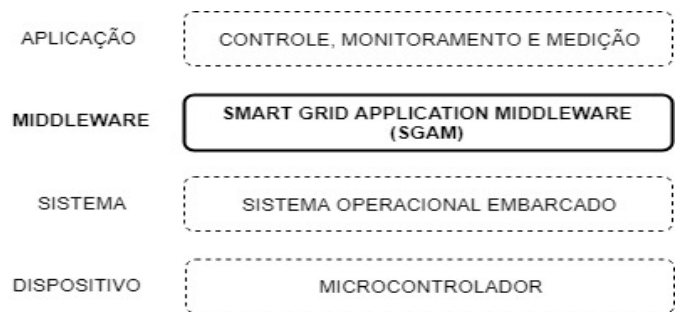 APLICAÇÃO
CONTROLE, MONITORAMENTO E MEDIÇÃO
MIDDLEWARE
SMART GRID APPLICATION MIDDLEWARE
(SGAM)
SISTEMA
SISTEMA OPERACIONAL EMBARCADO
DISPOSITIVO
MICROCONTROLADOR